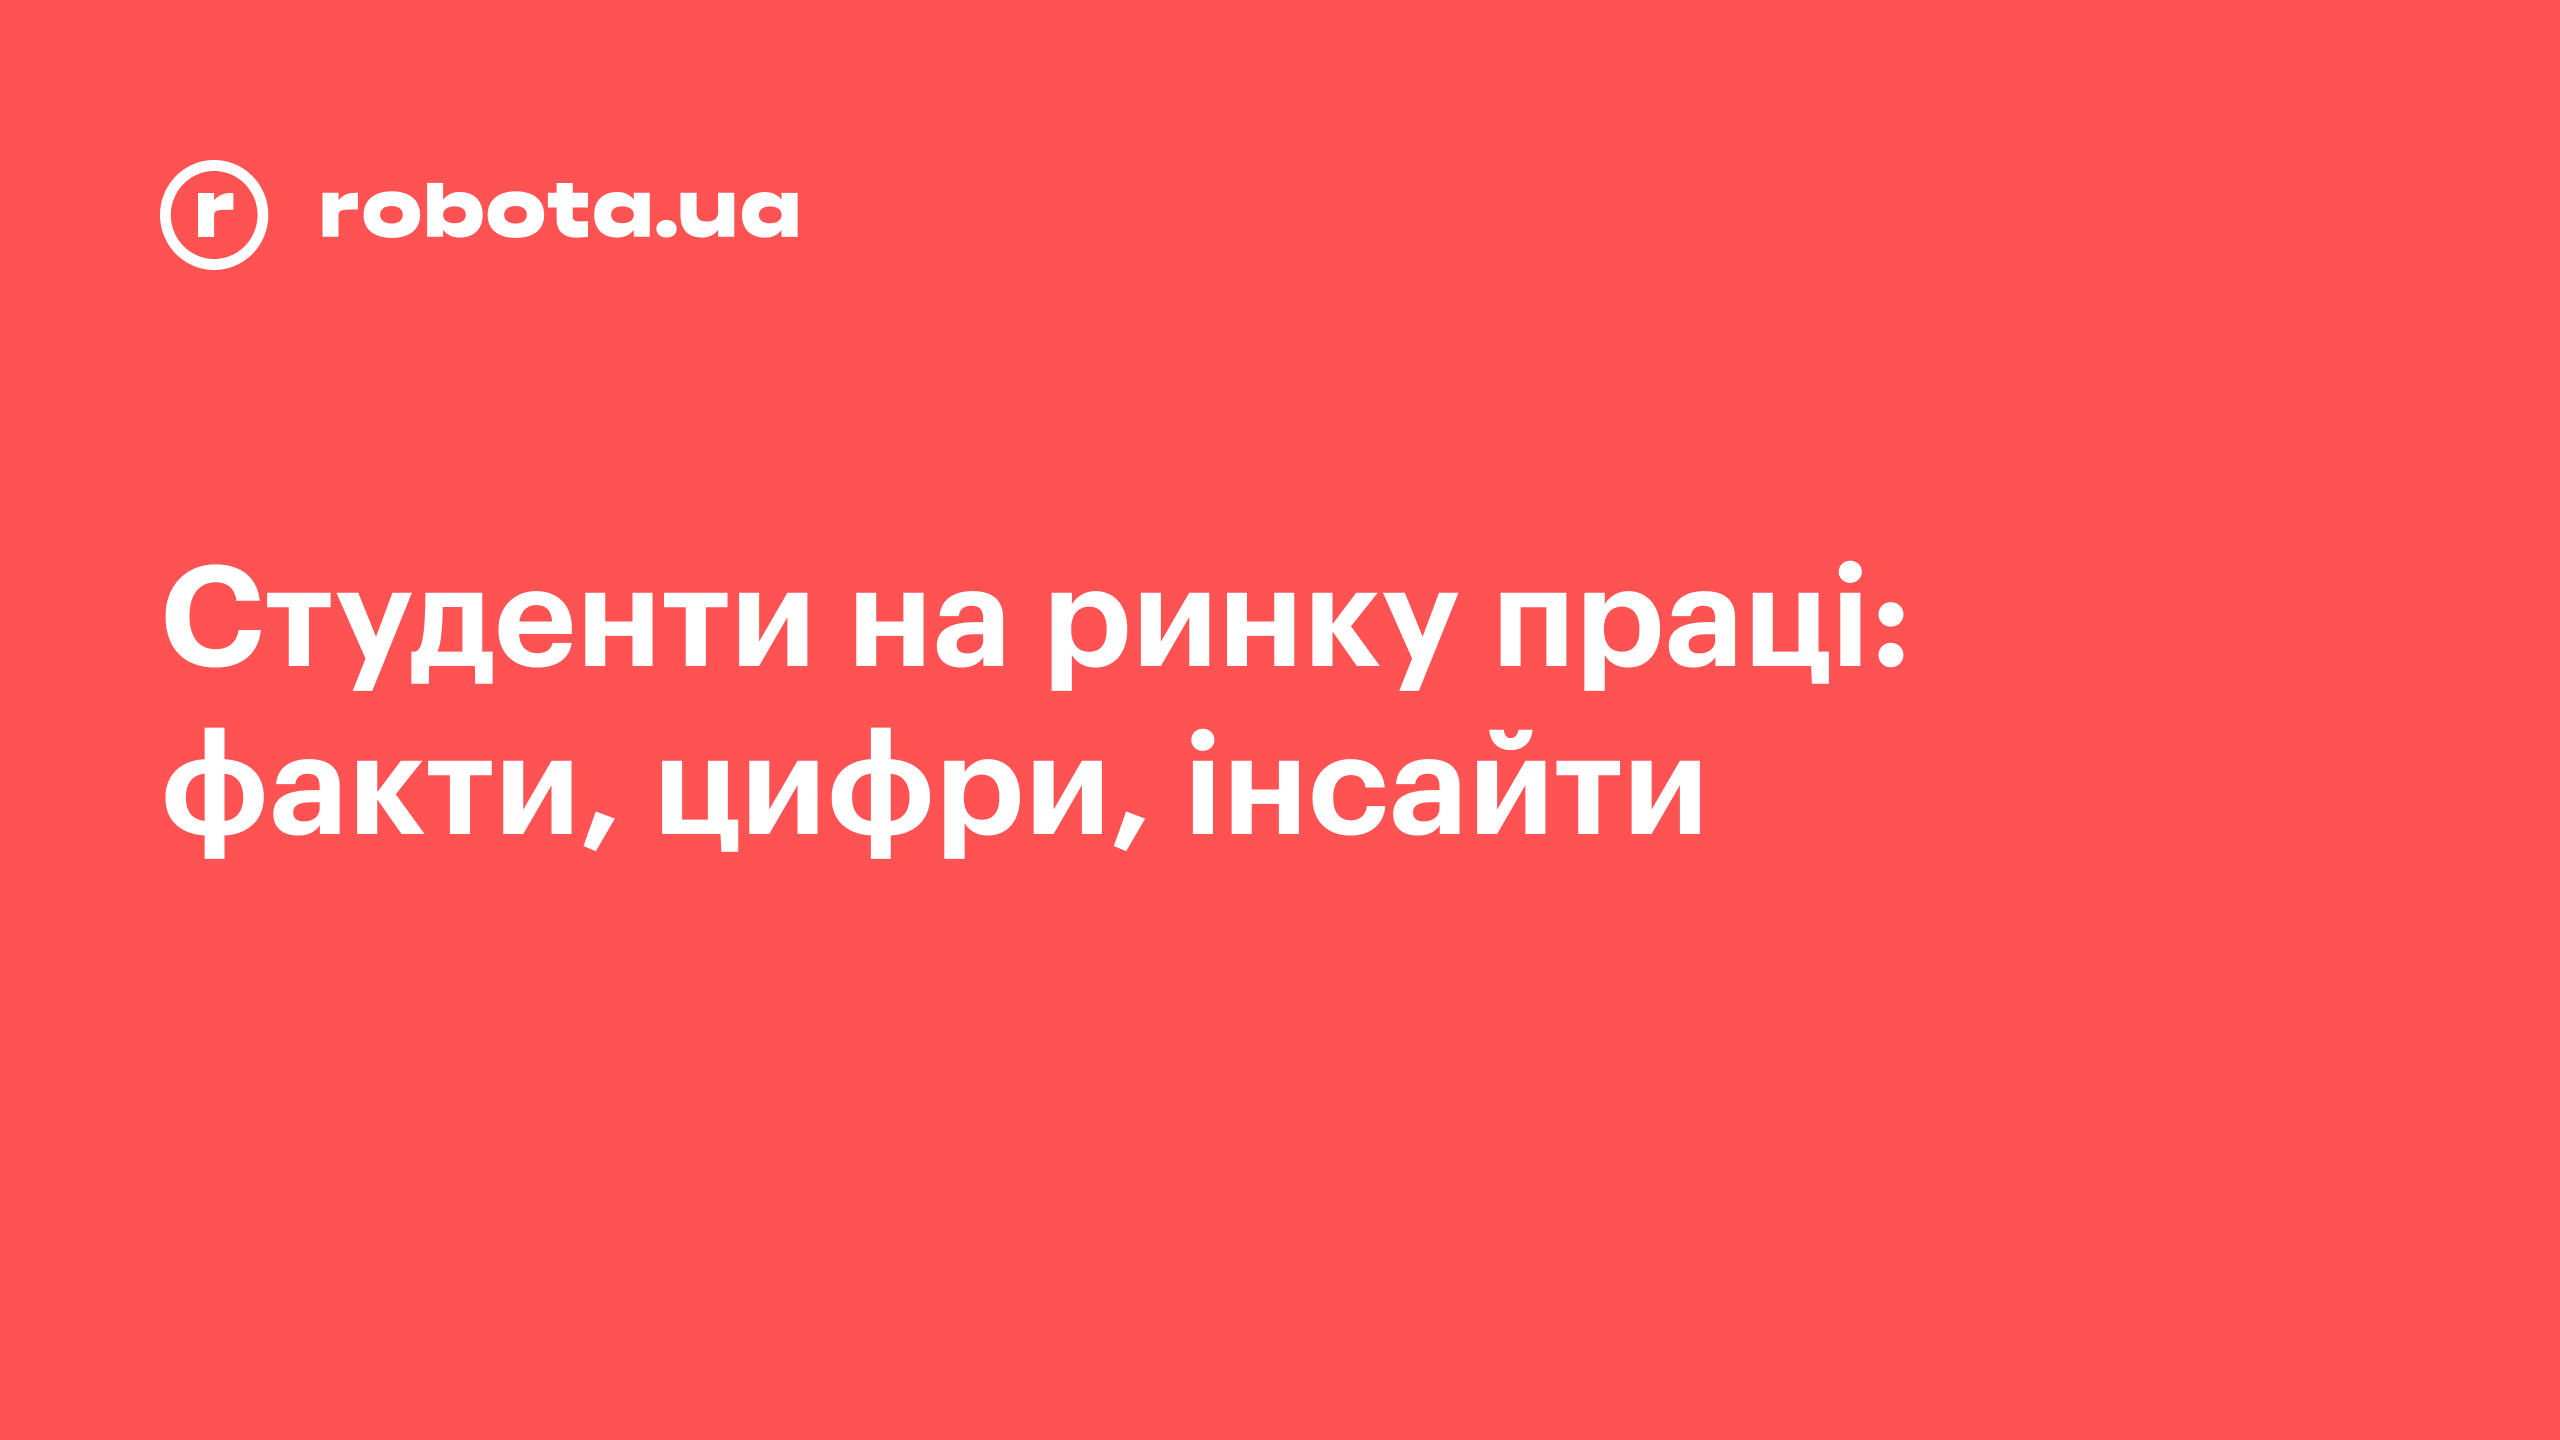 r robota.ua
Студенти на ринку праці:
факти, цифри, інсайти